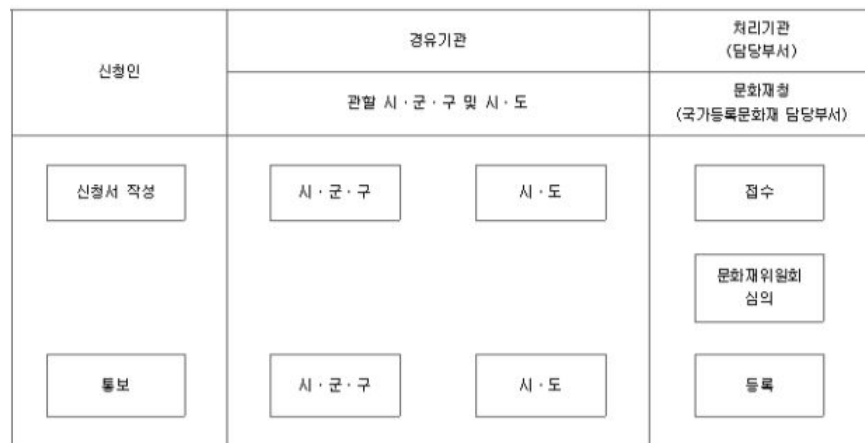 신청인
경유기관
처리기관
(담당부서)
관할 시 · 군 · 구 및 시 · 도
문화재청
(국가등록문화재 담당부서)
신청서 작성
시 · 군 · 구
시 · 도
접수
문화재위원회
심의
통보
시 · 군 · 구
시 · 도
등록